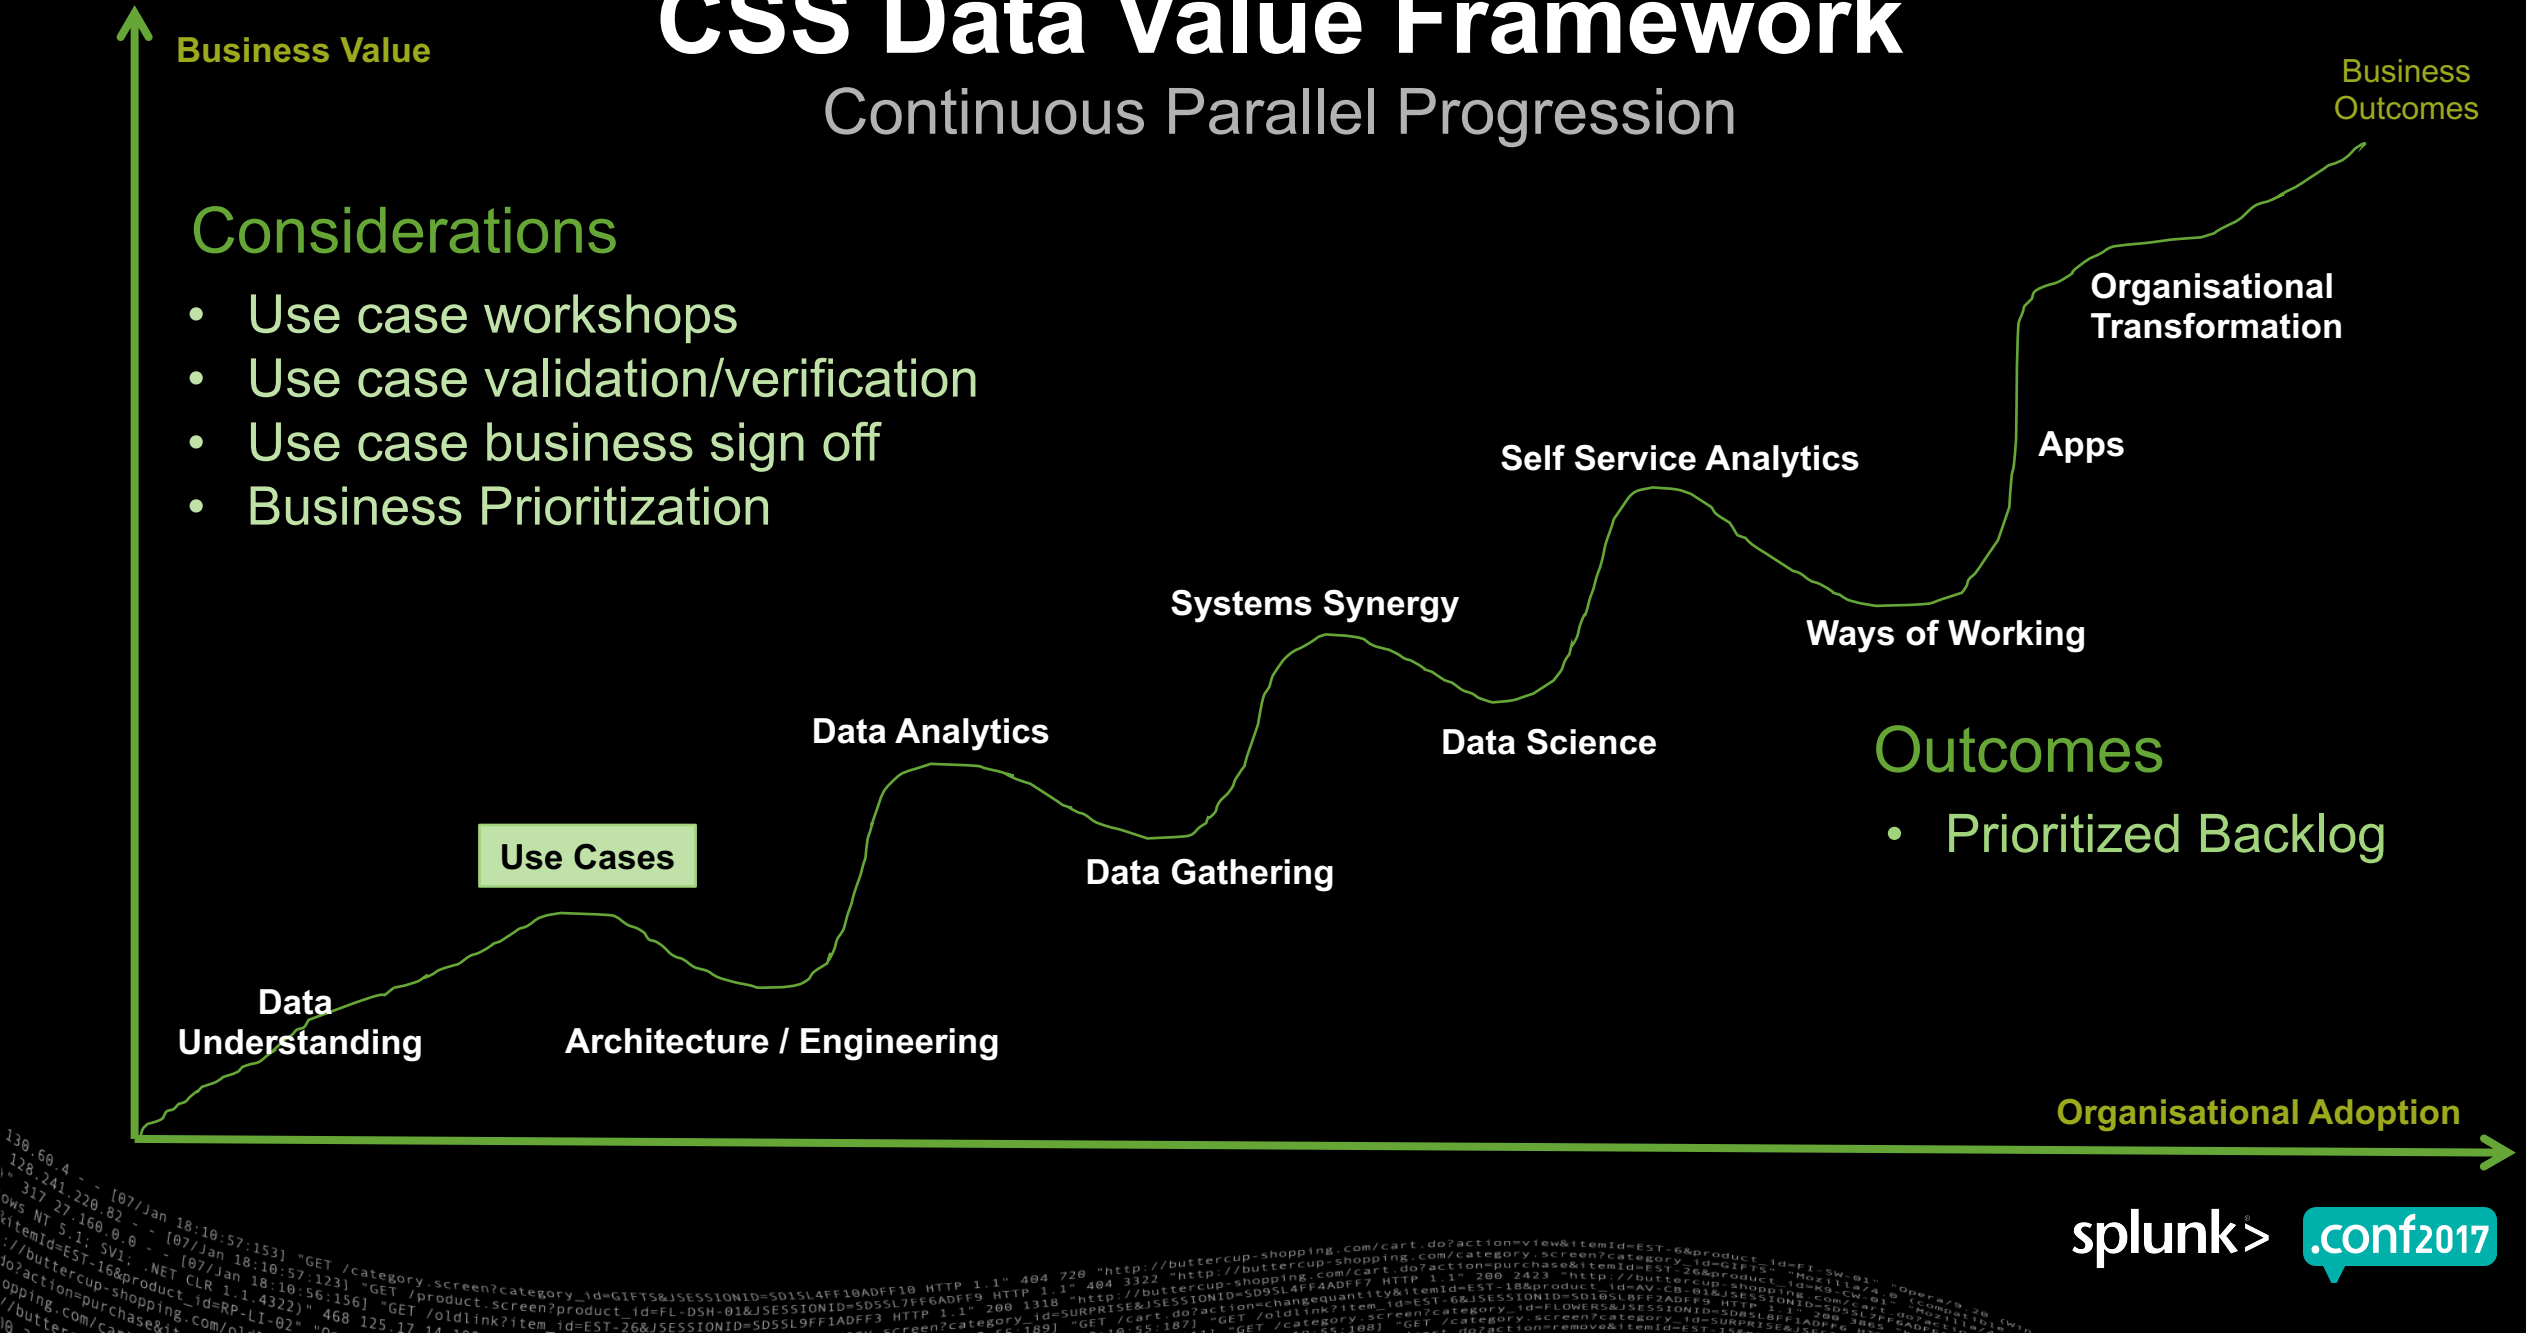 CSS Data Value Framework
Continuous Parallel Progression
Business Value
Business
Outcomes
Considerations
• Use case workshops
• Use case validation/verification
• Use case business sign off
• Business Prioritization
Organisational
Transformation
Apps
Self Service Analytics
Ways of Working
Systems Synergy
Data Science
Data Analytics
Data Gathering
Use Cases
Architecture / Engineering
Data
Understanding
Outcomes
• Prioritized Backlog
Organisational Adoption
splunk>
.conf2017